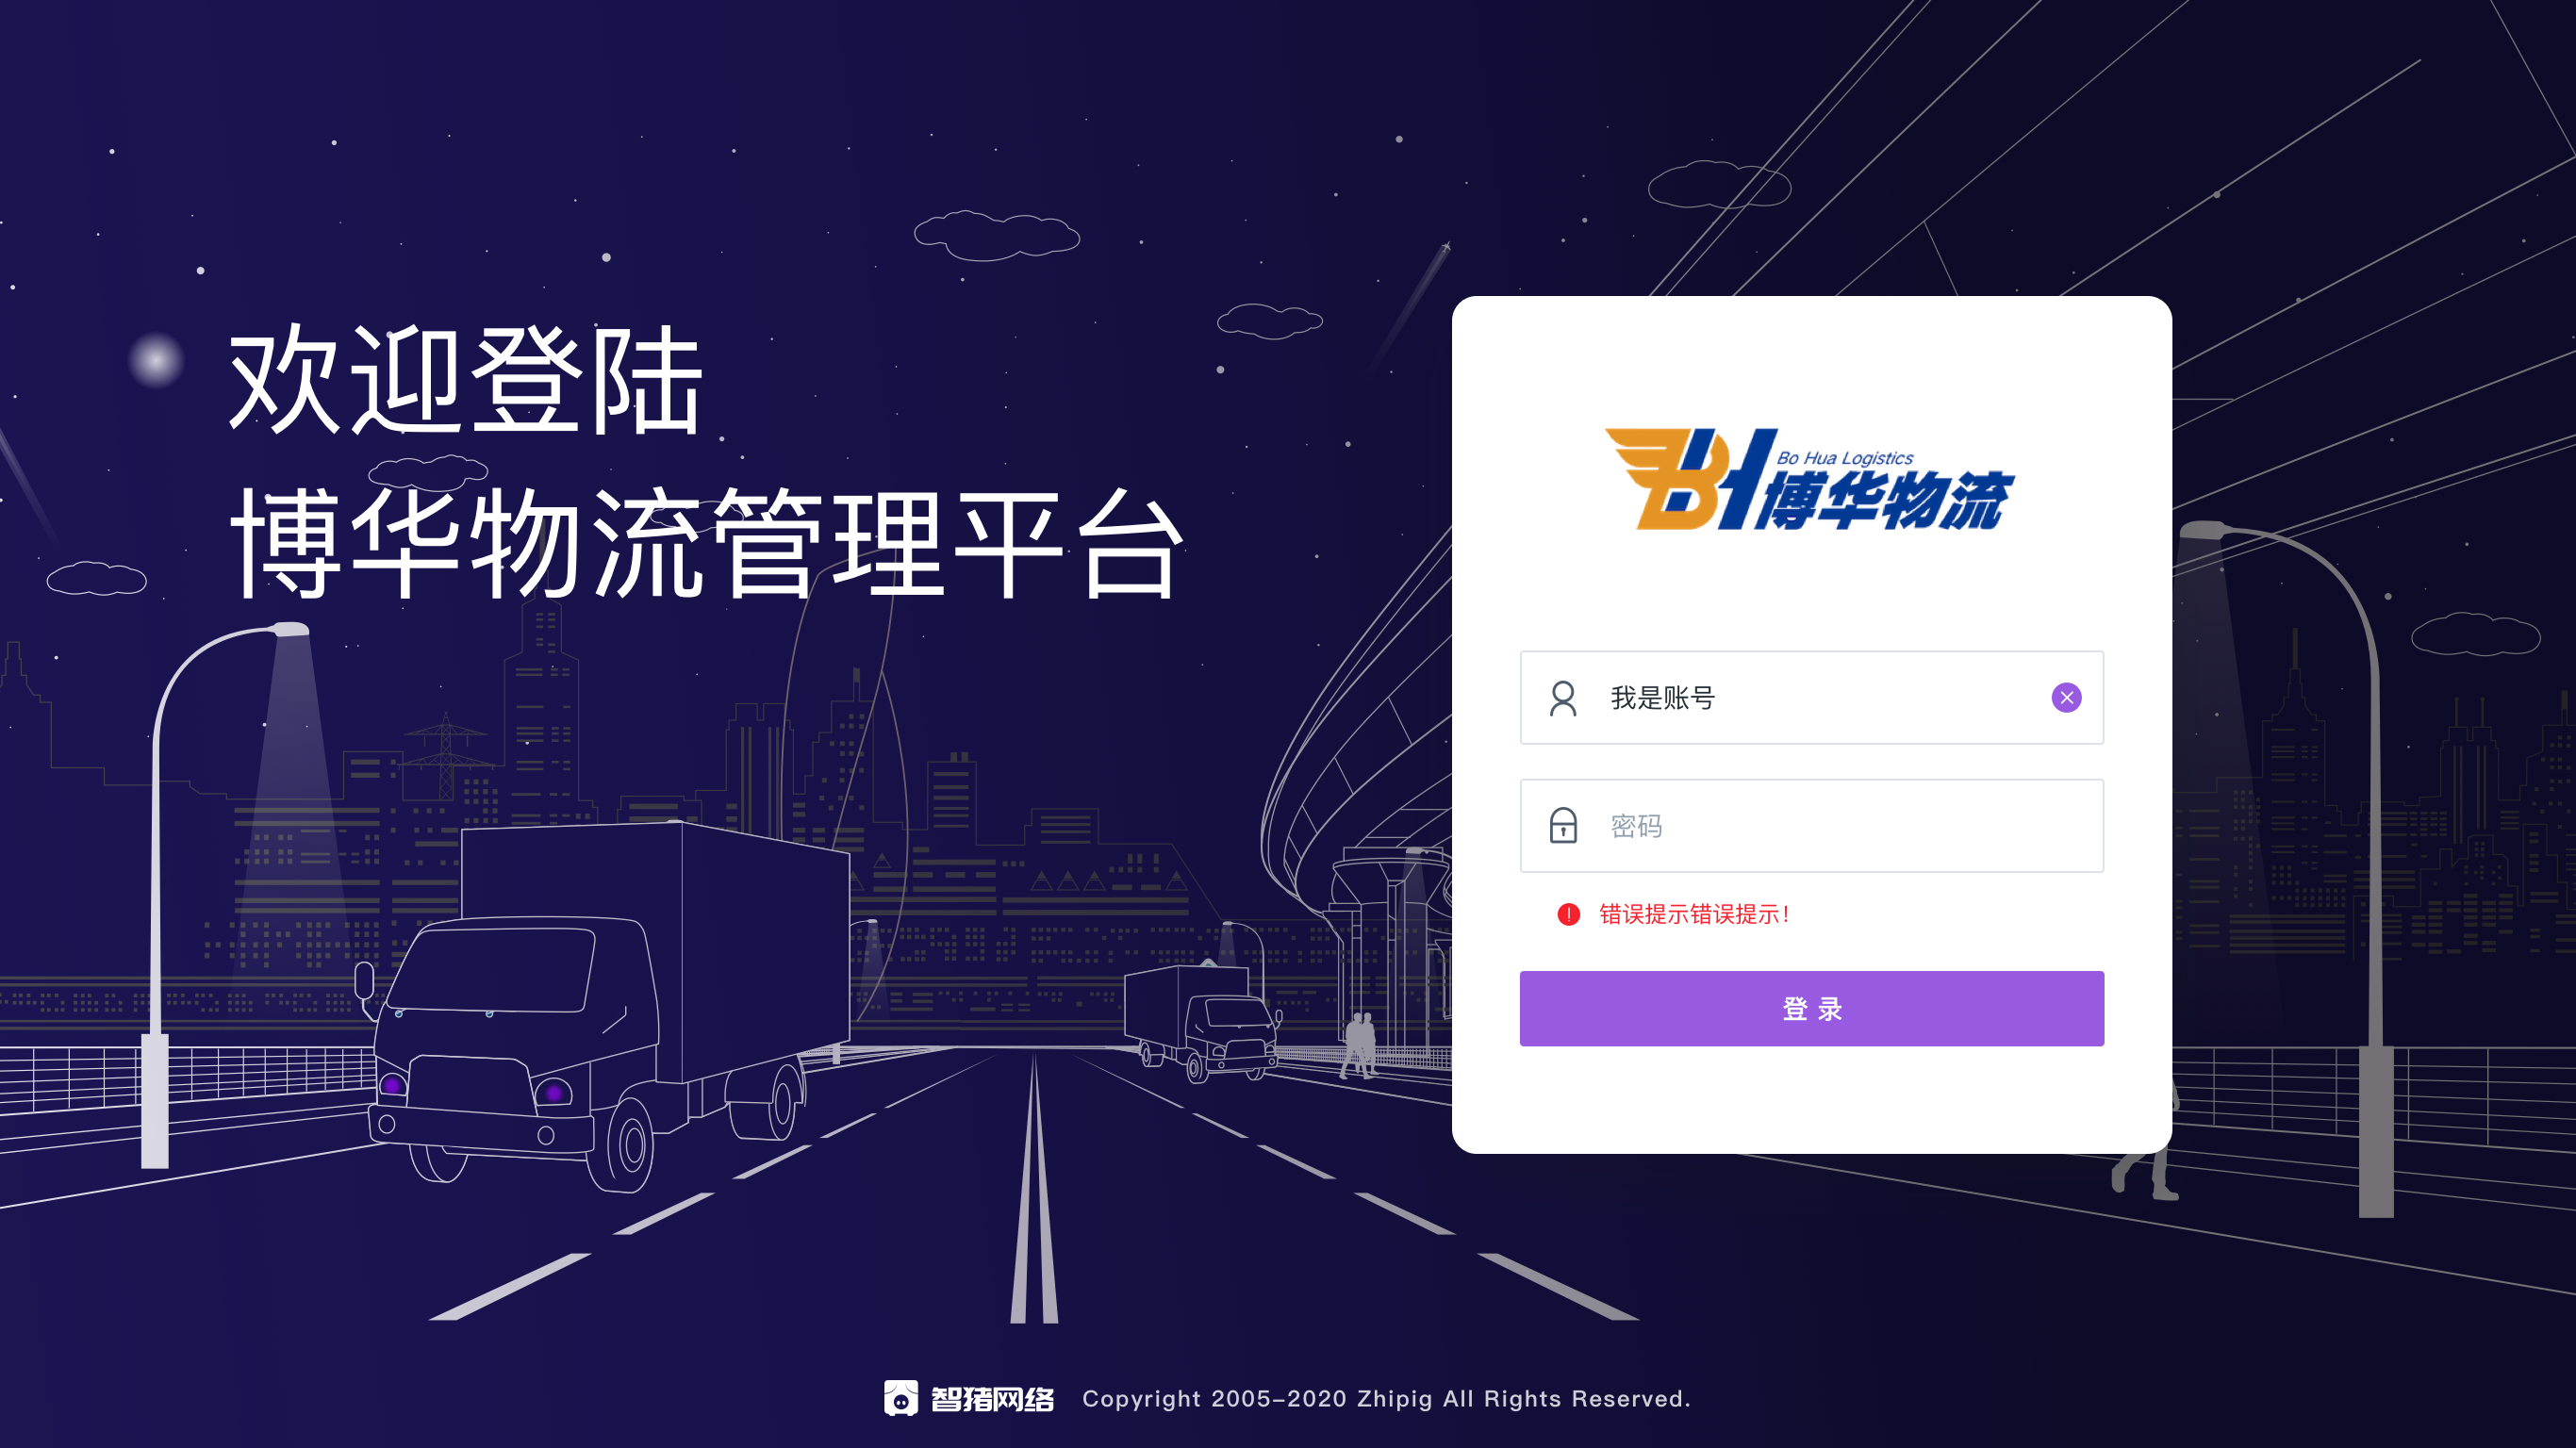 欢迎登陆
博华物流管理平台
BH
Bo Hua Logistics
博华物流
我是账号
密码
错误提示错误提示!
登 录
智猪网络 Copyright 2005-2020 Zhipig All Rights Reserved.